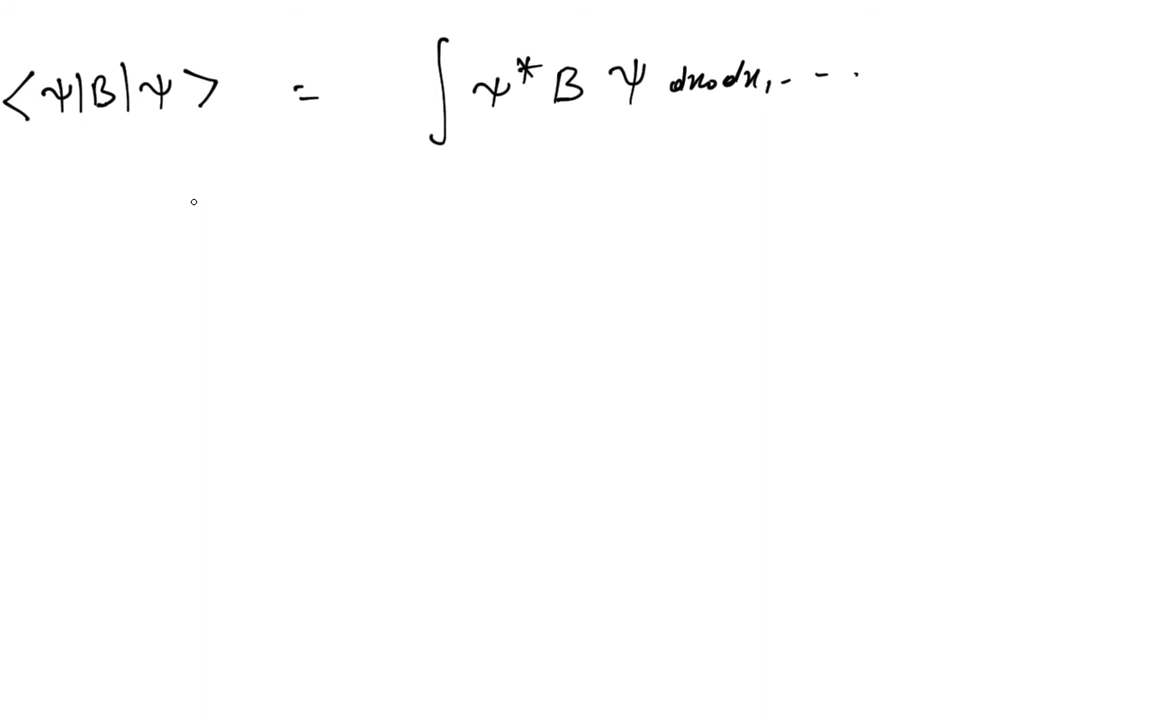 <Ψ|B|Ψ> = ∫ Ψ* B Ψ dx₀dx₁---